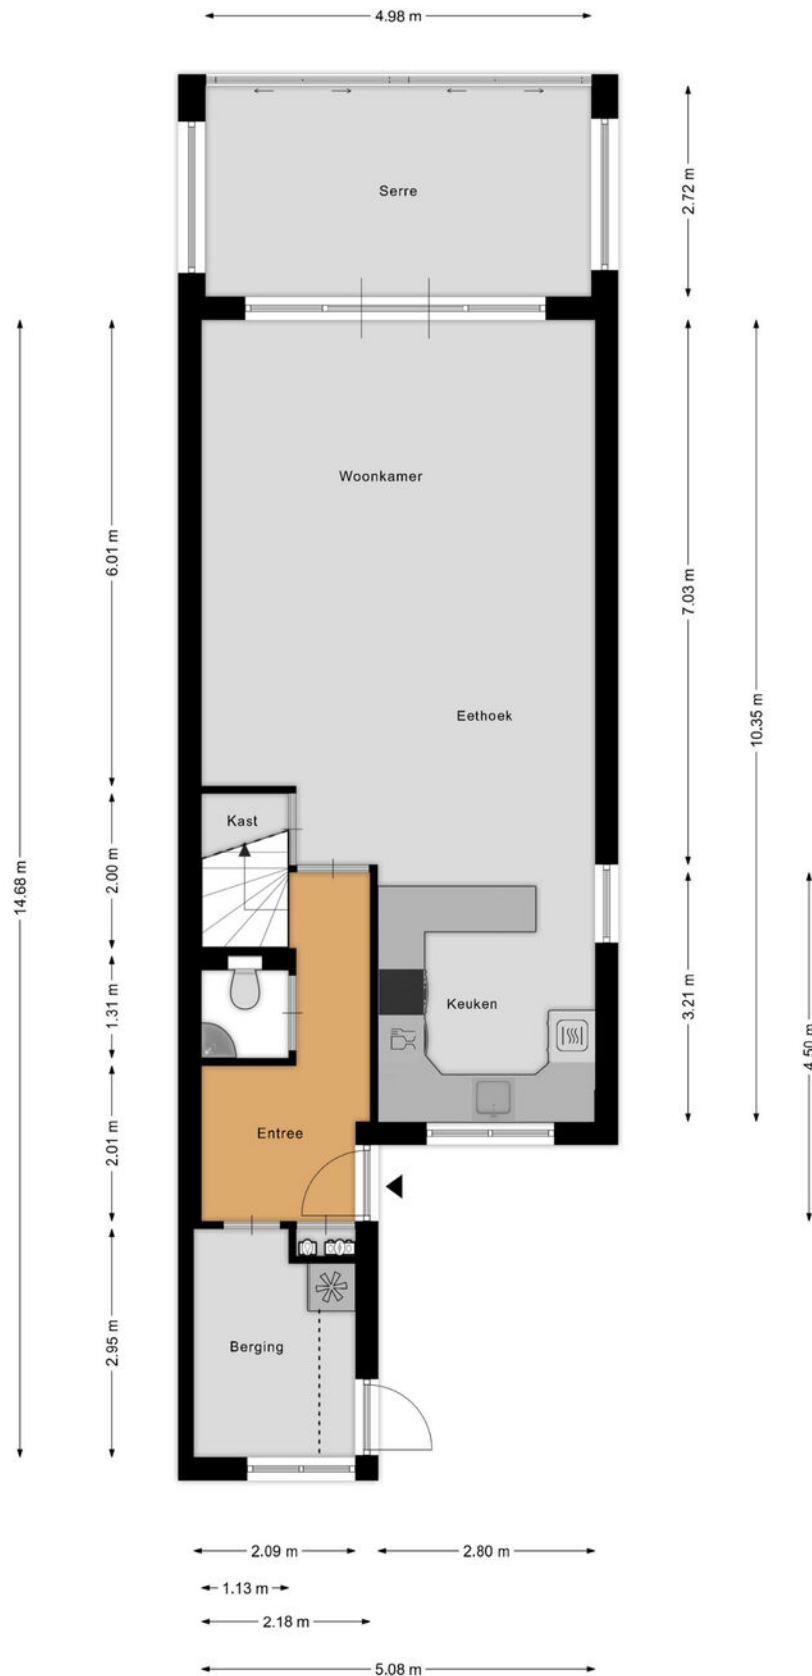 4.98 m
Serre
2.72 m
Woonkamer
6.01 m
7.03 m
Eethoek
10.35 m
Kast
2.00 m
14.68 m
Keuken
1.31 m
3.21 m
4.50 m
Entree
2.01 m
Berging
2.95 m
2.09 m
2.80 m
1.13 m
2.18 m
5.08 m